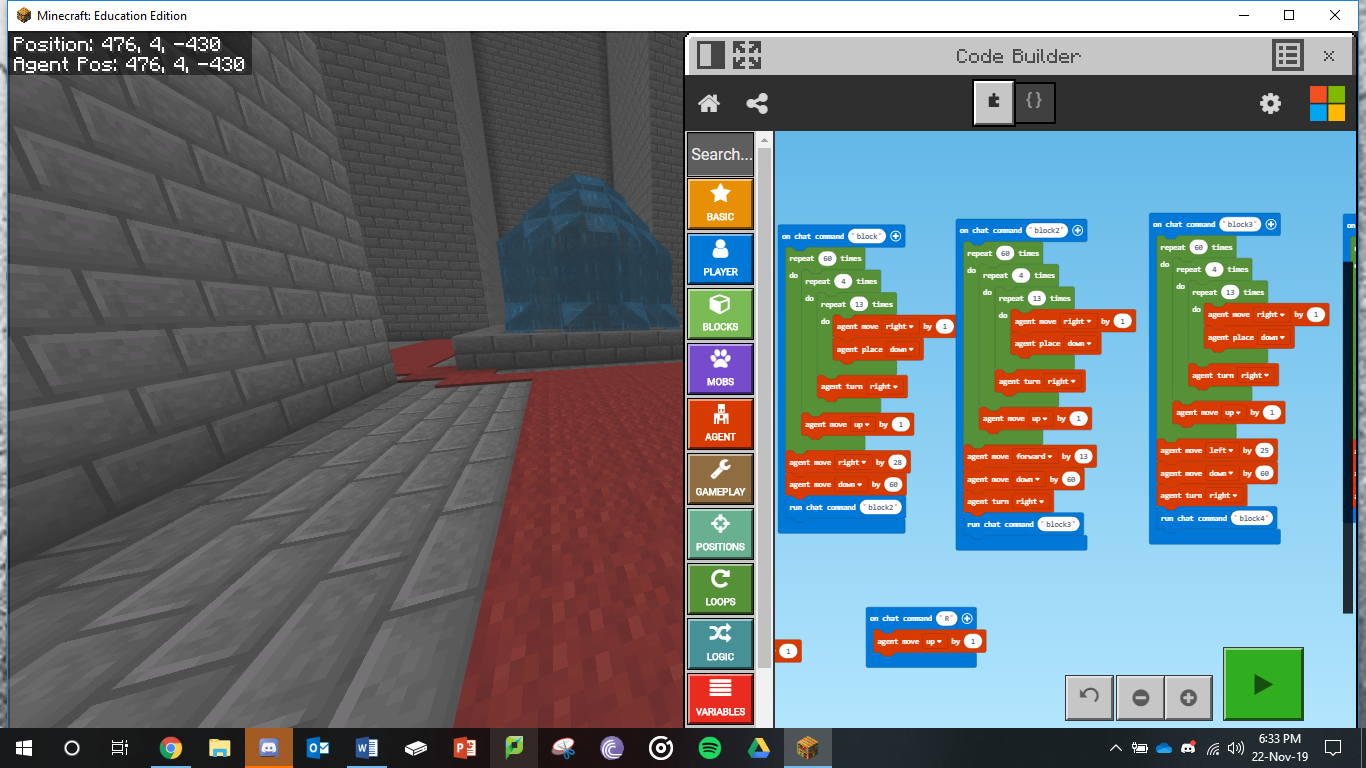 Minecraft: Education Edition
Position: 476, 4, -430
Agent Pos: 476, 4, -430
Code Builder
{}
Search...
BASIC
PLAYER
BLOCKS
MOBS
AGENT
GAMEPLAY
POSITIONS
LOOPS
LOGIC
VARIABLES
on chat command "block"
repeat 60 times
do repeat 4 times
do repeat 13 times
do agent move right by 1
agent place down
agent turn right
agent move up by 1
agent move right by 28
agent move down by 60
run chat command "block2"
on chat command "block2"
repeat 60 times
do repeat 4 times
do repeat 13 times
do agent move right by 1
agent place down
agent turn right
agent move up by 1
agent move forward by 13
agent move down by 60
agent turn right
run chat command "block3"
on chat command "block3"
repeat 60 times
do repeat 4 times
do repeat 13 times
do agent move right by 1
agent place down
agent turn right
agent move up by 1
agent move left by 25
agent move down by 60
agent turn right
run chat command "block4"
1
on chat command "R"
agent move up by 1
6:33 PM
22-Nov-19